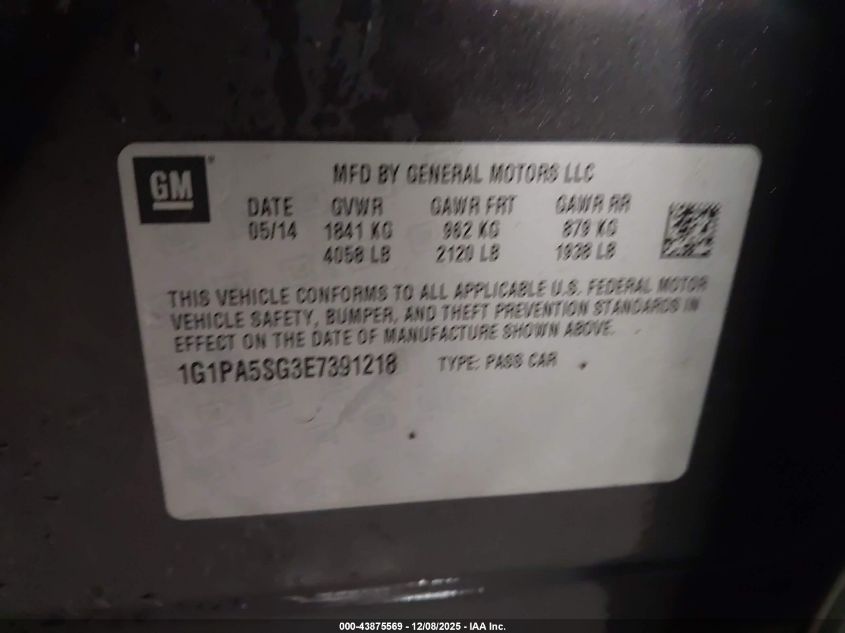 GM ®
MFD BY GENERAL MOTORS LLC
DATE GVWR GAWR FRT GAWR RR
05/14 1841 KG 962 KG 879 KG
4058 LB 2120 LB 1938 LB
THIS VEHICLE CONFORMS TO ALL APPLICABLE U.S. FEDERAL MOTOR
VEHICLE SAFETY, BUMPER, AND THEFT PREVENTION STANDARDS IN
EFFECT ON THE DATE OF MANUFACTURE SHOWN ABOVE.
1G1PA5SG3E7391218 TYPE: PASS CAR
000-43875569 - 12/08/2025 - IAA Inc.